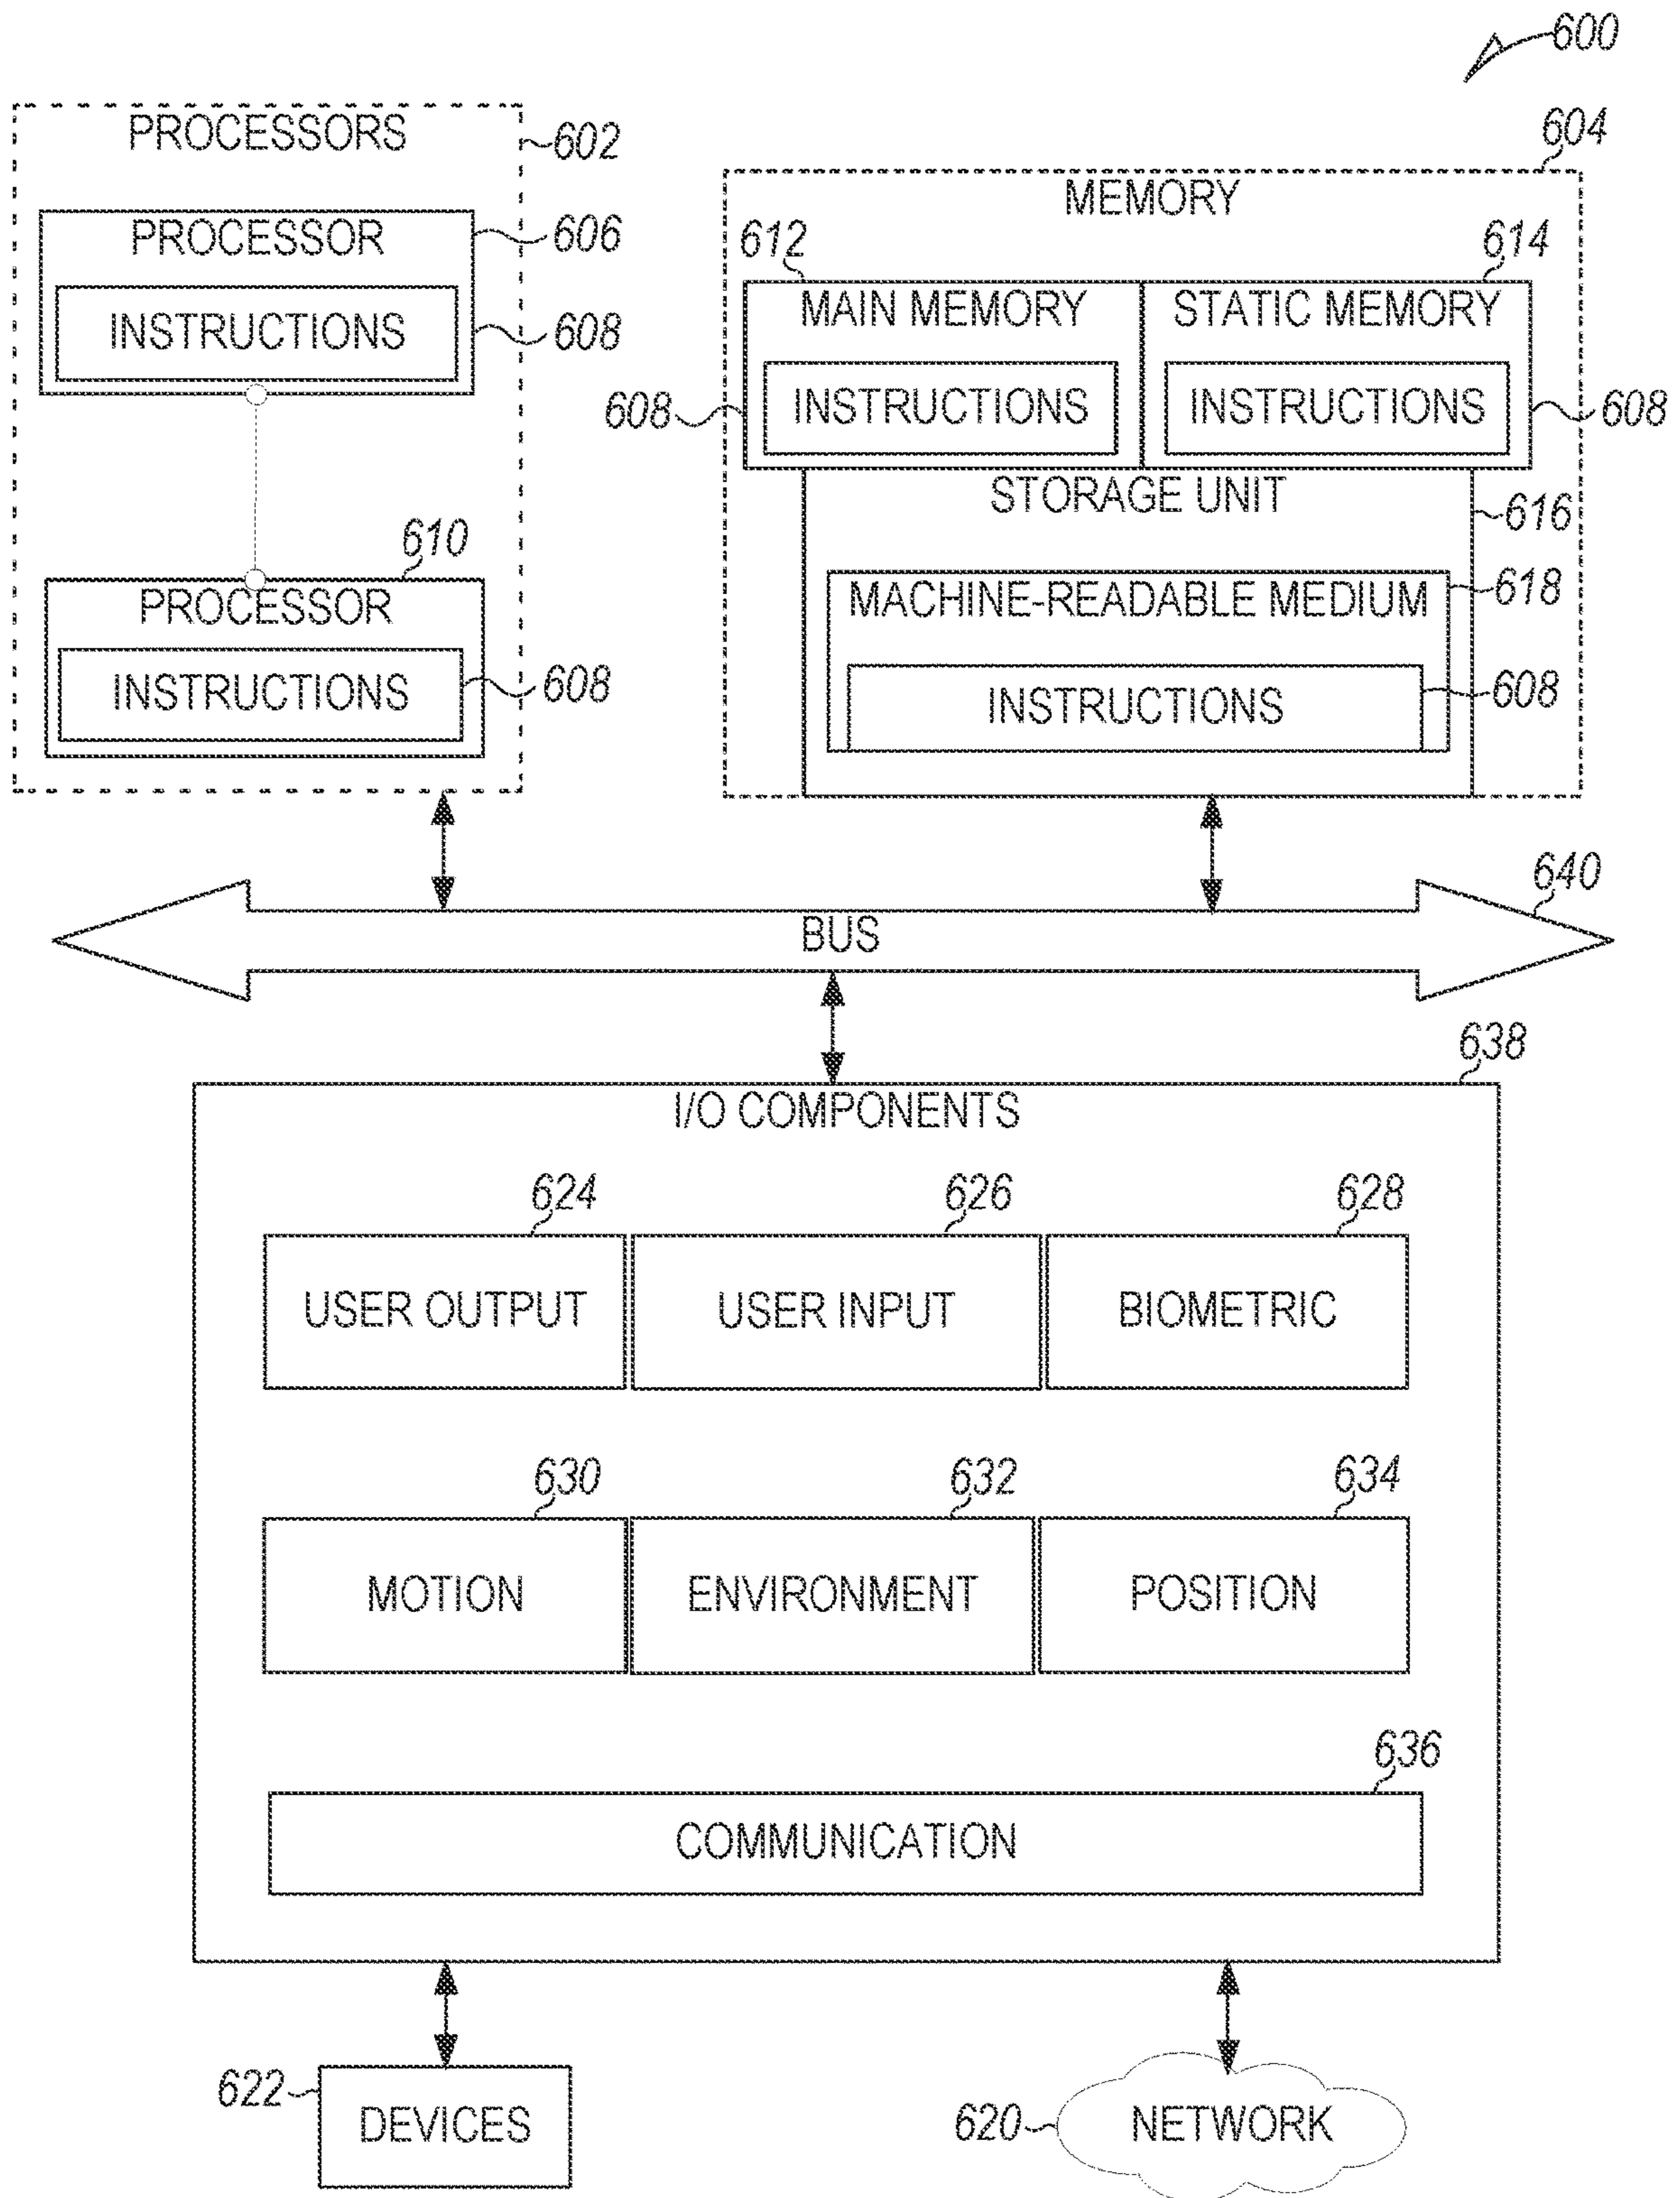 600
PROCESSORS
602
604
MEMORY
PROCESSOR
606
612
614
INSTRUCTIONS
608
MAIN MEMORY
STATIC MEMORY
608
INSTRUCTIONS
INSTRUCTIONS
608
STORAGE UNIT
616
610
PROCESSOR
MACHINE-READABLE MEDIUM
618
INSTRUCTIONS
608
INSTRUCTIONS
608
640
BUS
638
I/O COMPONENTS
624
626
628
USER OUTPUT
USER INPUT
BIOMETRIC
630
632
634
MOTION
ENVIRONMENT
POSITION
636
COMMUNICATION
622
DEVICES
620
NETWORK